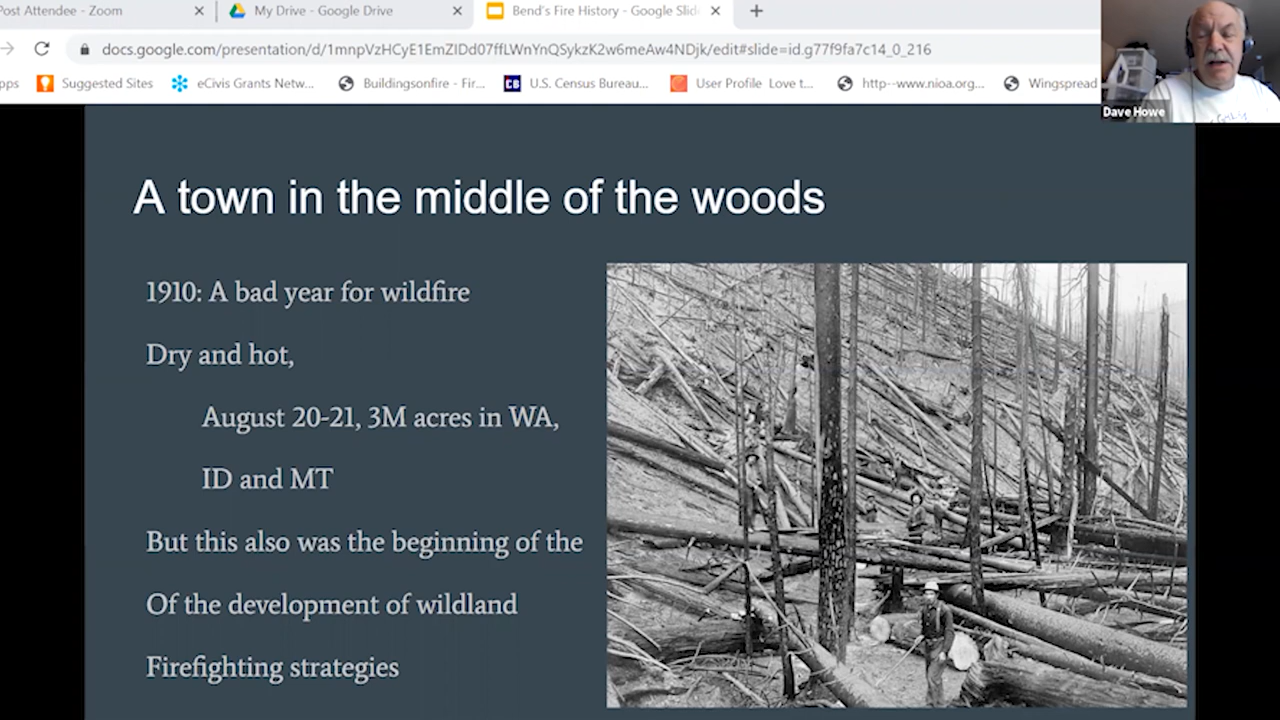 Post Attendee - Zoom
My Drive - Google Drive
Bend's Fire History - Google Slid
docs.google.com/presentation/d/1mnpVzHCyE1EmZIDd07ffLWnYnQSykzK2w6meAw4NDjk/edit#slide=id.g77f9fa7c14_0_216
pps
Suggested Sites
eCivis Grants Netw...
Buildingsonfire - Fir...
CB
U.S. Census Bureau...
User Profile Love t...
http--www.nioa.org...
Wingspread
Dave Howe
A town in the middle of the woods
1910: A bad year for wildfire
Dry and hot,
August 20-21, 3M acres in WA,
ID and MT
But this also was the beginning of the
Of the development of wildland
Firefighting strategies